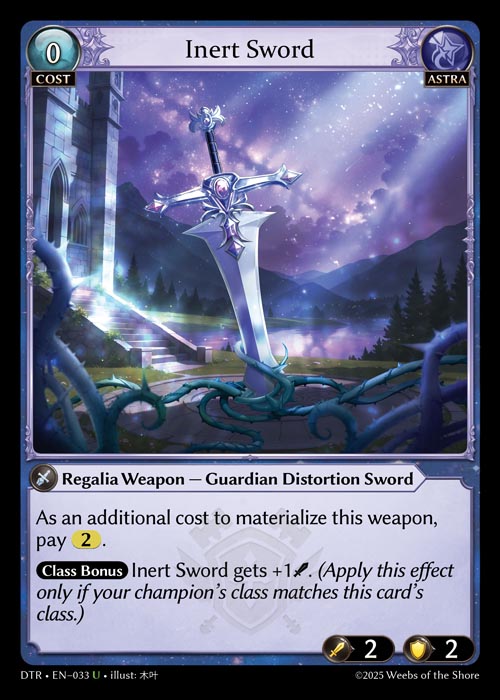 0
Inert Sword
COST
ASTRA
Regalia Weapon — Guardian Distortion Sword
As an additional cost to materialize this weapon,
pay 2.
Class Bonus Inert Sword gets +1. (Apply this effect
only if your champion's class matches this card's
class.)
2 2
DTR • EN-033 U • illust: 木叶
©2025 Weebs of the Shore